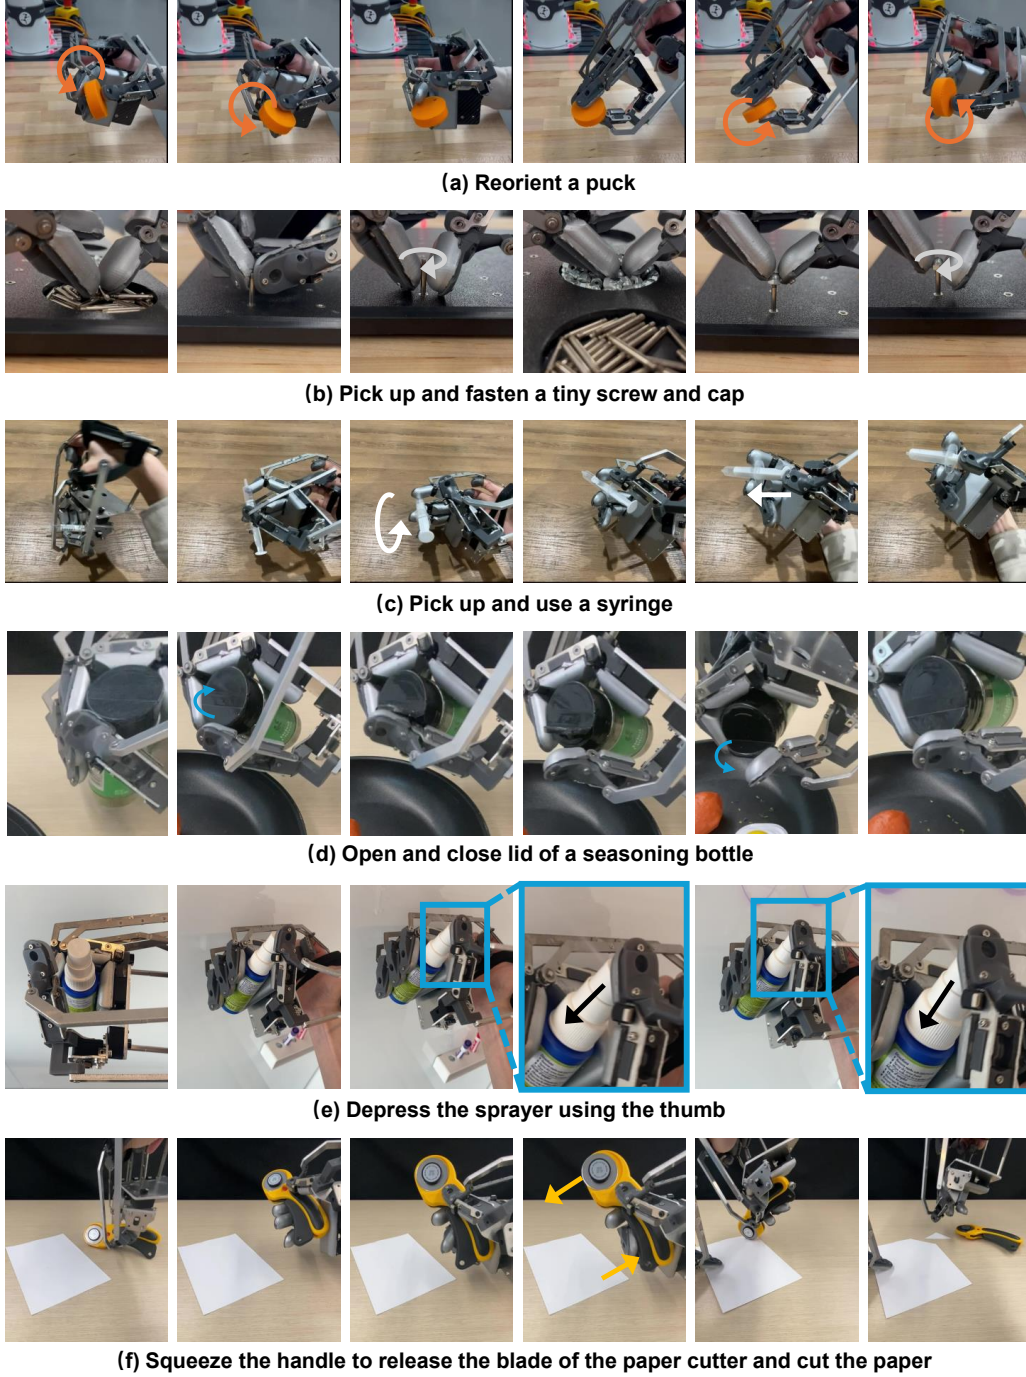 (a) Reorient a puck
(b) Pick up and fasten a tiny screw and cap
(c) Pick up and use a syringe
(d) Open and close lid of a seasoning bottle
(e) Depress the sprayer using the thumb
(f) Squeeze the handle to release the blade of the paper cutter and cut the paper